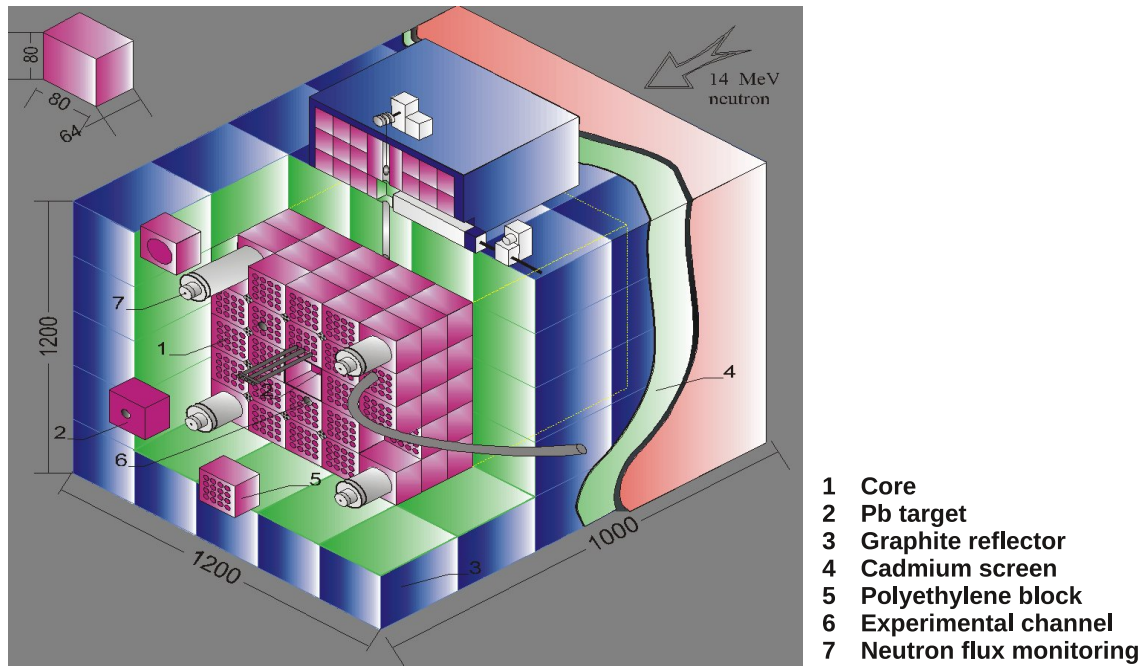 80
80
64
14 MeV
neutron
7
1
1200
4
2
2
6
5
1200
3
1000
1 Core
2 Pb target
3 Graphite reflector
4 Cadmium screen
5 Polyethylene block
6 Experimental channel
7 Neutron flux monitoring